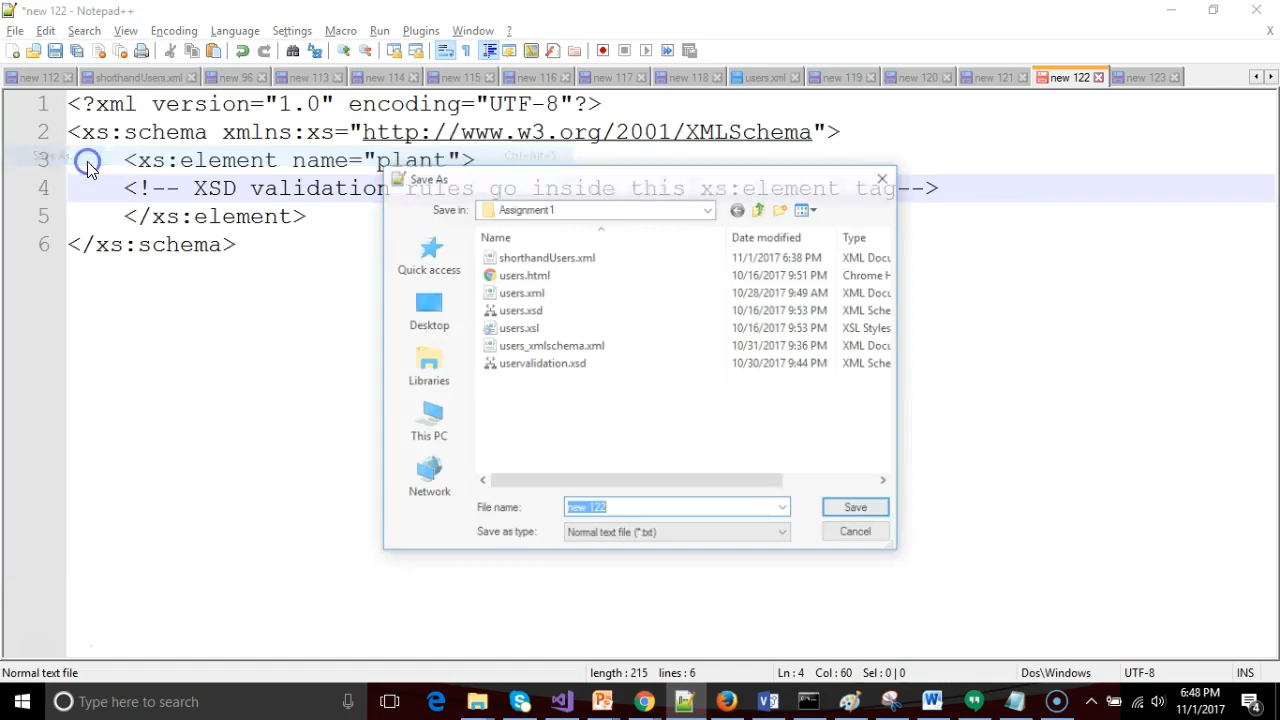 *new 122 - Notepad++
File Edit Search View Encoding Language Settings Macro Run Plugins Window ?
X
new 112 shorthandUsers.xml new 96 new 113 new 114 new 115 new 116 new 117 new 11 users.xml new 119 new 120 new 121 new 122 new 123
1 <?xml version="1.0" encoding="UTF-8"?>
2 <xs:schema xmlns:xs="http://www.w3.org/2001/XMLSchema">
3 <xs:element name="plant">
4 <!-- XSD validation rules go inside this xs:element tag-->
5 </xs:element>
6 </xs:schema>
Save As Ctrl+Alt+S
Save As
Save in: Assignment1
Name Date modified Type
shorthandUsers.xml 11/1/2017 6:38 PM XML Docu
users.html 10/16/2017 9:51 PM Chrome H
users.xml 10/28/2017 9:49 AM XML Docu
users.xsd 10/16/2017 9:53 PM XML Sche
users.xsl 10/16/2017 9:53 PM XSL Styles
users_xmlschema.xml 10/31/2017 9:36 PM XML Docu
uservalidation.xsd 10/30/2017 9:44 PM XML Sche
Quick access
Desktop
Libraries
This PC
Network
File name: new 122 Save
Save as type: Normal text file (*.txt) Cancel
Normal text file length : 215 lines : 6 Ln : 4 Col : 60 Sel : 0 | 0 Dos\Windows UTF-8 INS
Type here to search
6:48 PM
11/1/2017
4